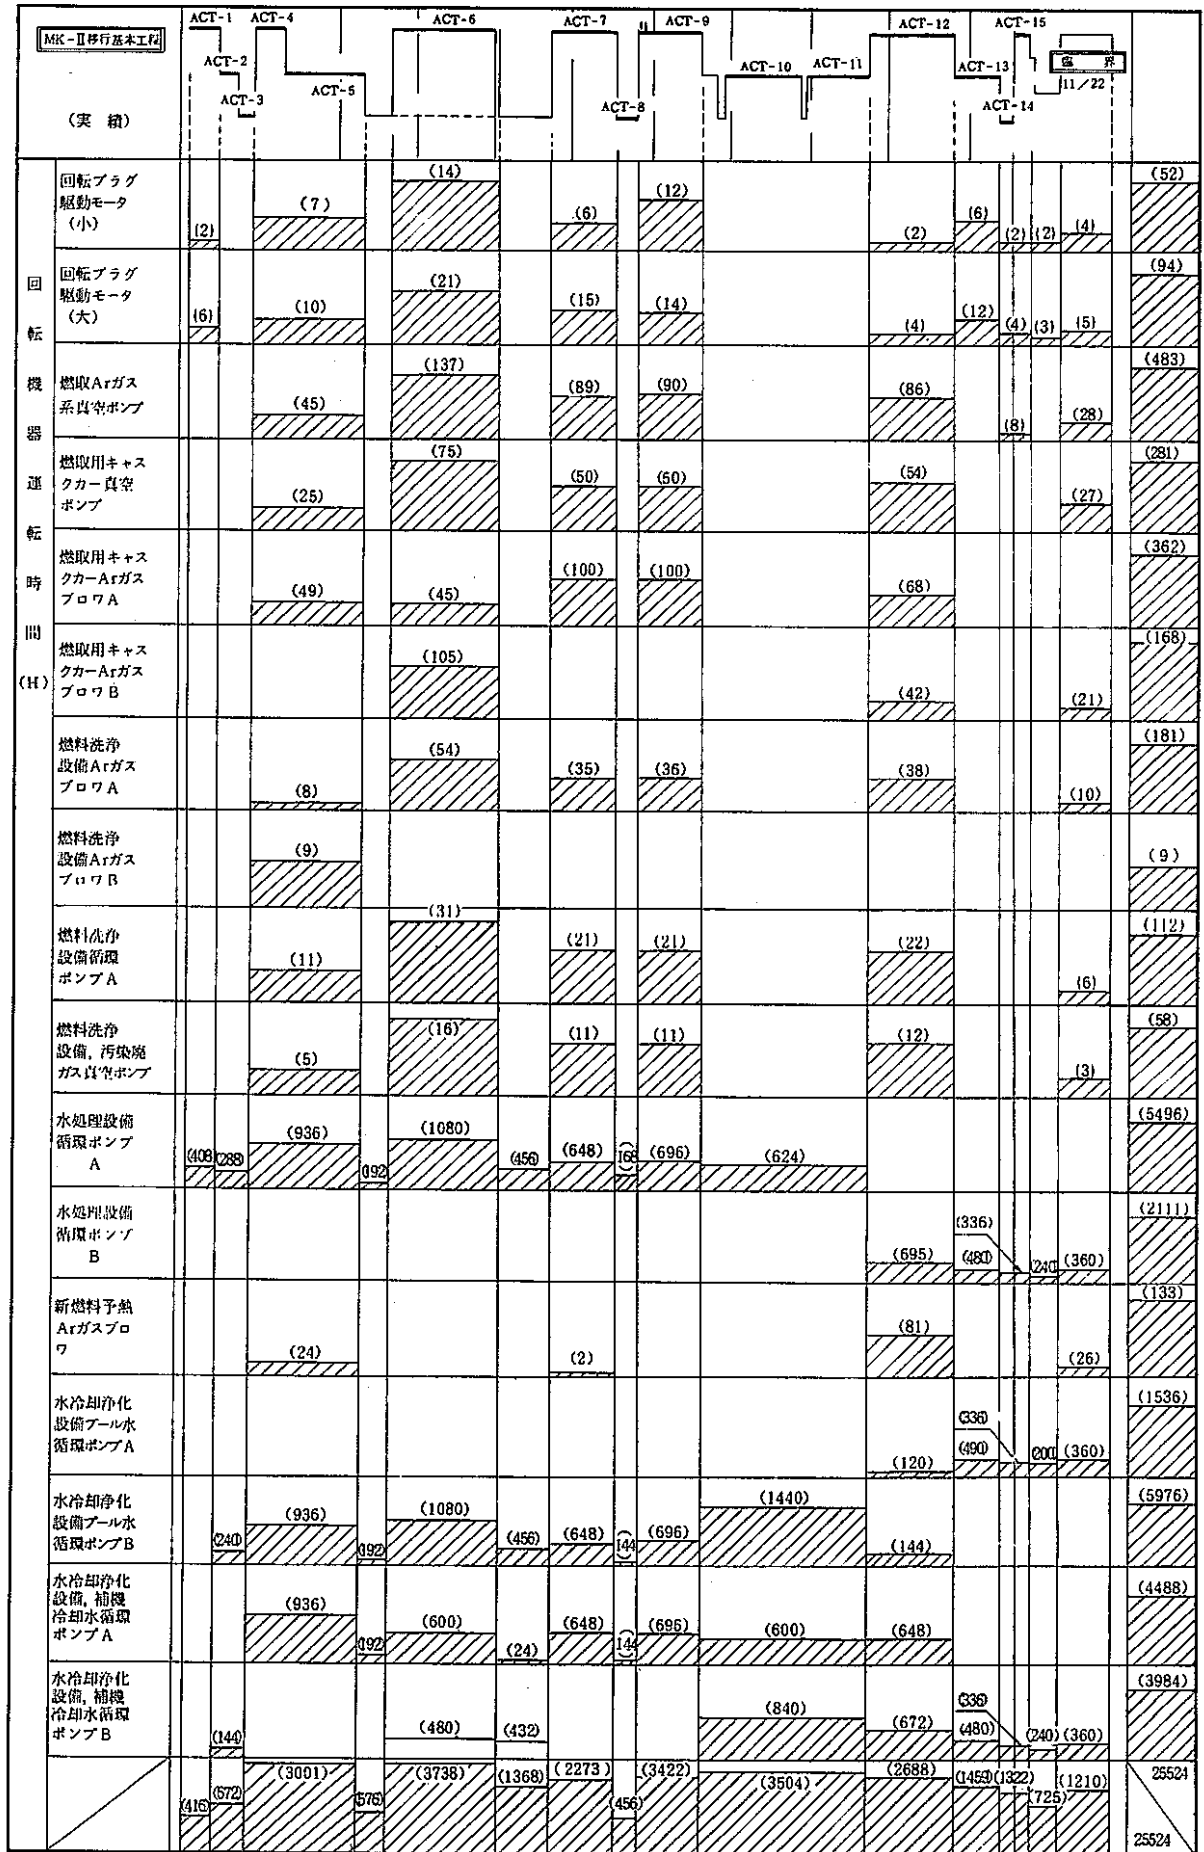 ACT-1 ACT-4 ACT-6 ACT-7 ACT-9 ACT-12 ACT-15
MK-Ⅱ移行基本工程
ACT-2 ACT-5 ACT-10 ACT-11 ACT-13 臨 界
ACT-3 ACT-8 ACT-14 11/22
(実 績)
回転機器運転時間(H)
回転プラグ
駆動モータ
(小)
(2) (7) (14) (6) (12) (2) (6) (2) (2) (4) (52)
回転プラグ
駆動モータ
(大)
(6) (10) (21) (15) (14) (4) (12) (4) (3) (5) (94)
燃取Arガス
系真空ポンプ
(45) (137) (89) (90) (86) (8) (28) (483)
燃取用キャス
クカー真空
ポンプ
(25) (75) (50) (50) (54) (27) (281)
燃取用キャス
クカーArガス
ブロワA
(49) (45) (100) (100) (68) (362)
燃取用キャス
クカーArガス
ブロワB
(105) (42) (21) (168)
燃料洗浄
設備Arガス
ブロワA
(8) (54) (35) (36) (38) (10) (181)
燃料洗浄
設備Arガス
ブロワB
(9) (9)
燃料洗浄
設備循環
ポンプA
(11) (31) (21) (21) (22) (6) (112)
燃料洗浄
設備,汚染廃
ガス真空ポンプ
(5) (16) (11) (11) (12) (3) (58)
水処理設備
循環ポンプ
A
(408) (288) (936) (192) (1080) (456) (648) (168) (696) (624) (5496)
水処理設備
循環ポンプ
B
(695) (480) (336) (240) (360) (2111)
新燃料予熱
Arガスブロ
ワ
(24) (2) (81) (26) (133)
水冷却浄化
設備プール水
循環ポンプA
(120) (490) (336) (200) (360) (1536)
水冷却浄化
設備プール水
循環ポンプB
(240) (936) (192) (1080) (456) (648) (144) (696) (1440) (144) (5976)
水冷却浄化
設備,補機
冷却水循環
ポンプA
(936) (192) (600) (24) (648) (144) (696) (600) (648) (4488)
水冷却浄化
設備,補機
冷却水循環
ポンプB
(144) (480) (432) (840) (672) (480) (336) (240) (360) (3984)
(416) (672) (3001) (576) (3738) (1368) (2273) (456) (3422) (3504) (2688) (1459) (1322) (725) (1210) 25524
25524